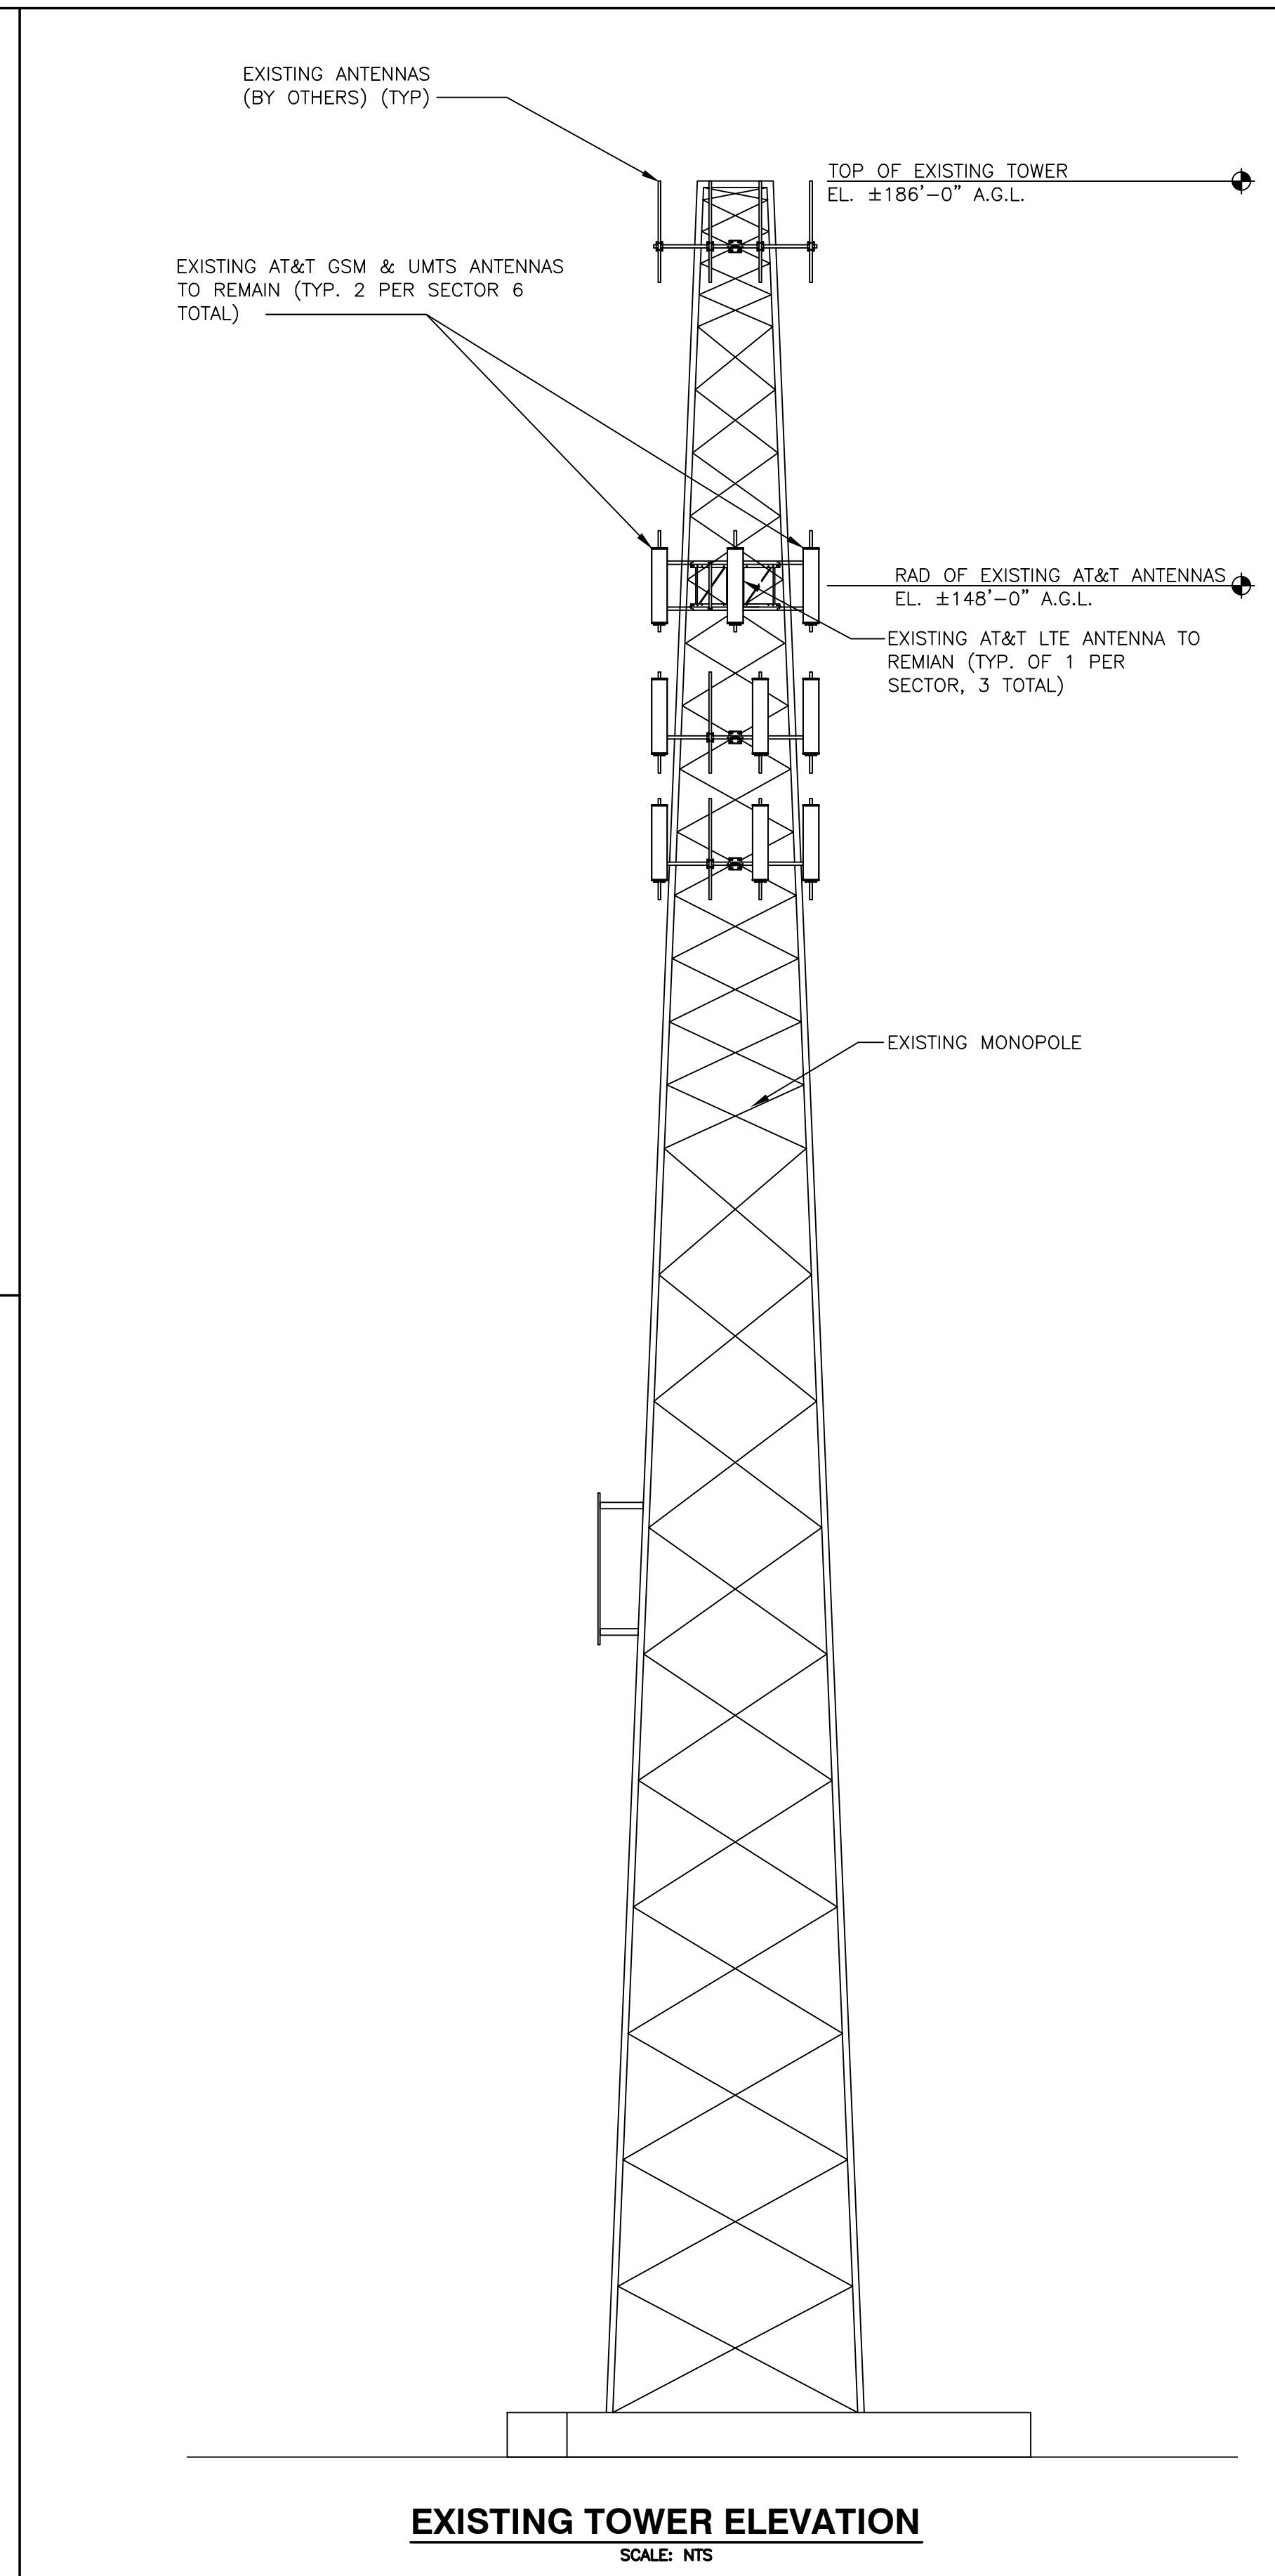 EXISTING ANTENNAS
(BY OTHERS) (TYP)
TOP OF EXISTING TOWER
EL. ±186'-0" A.G.L.
EXISTING AT&T GSM & UMTS ANTENNAS
TO REMAIN (TYP. 2 PER SECTOR 6
TOTAL)
RAD OF EXISTING AT&T ANTENNAS
EL. ±148'-0" A.G.L.
EXISTING AT&T LTE ANTENNA TO
REMIAN (TYP. OF 1 PER
SECTOR, 3 TOTAL)
EXISTING MONOPOLE
EXISTING TOWER ELEVATION
SCALE: NTS